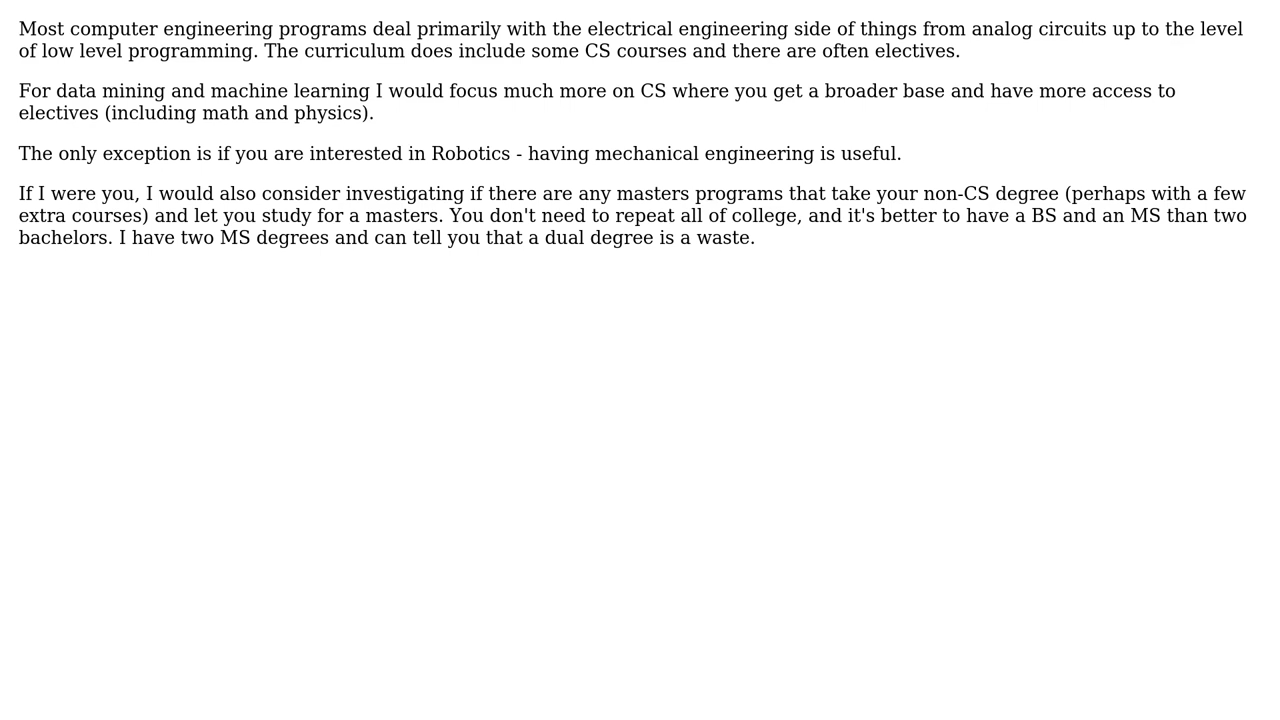 Most computer engineering programs deal primarily with the electrical engineering side of things from analog circuits up to the level
of low level programming. The curriculum does include some CS courses and there are often electives.
For data mining and machine learning I would focus much more on CS where you get a broader base and have more access to
electives (including math and physics).
The only exception is if you are interested in Robotics - having mechanical engineering is useful.
If I were you, I would also consider investigating if there are any masters programs that take your non-CS degree (perhaps with a few
extra courses) and let you study for a masters. You don't need to repeat all of college, and it's better to have a BS and an MS than two
bachelors. I have two MS degrees and can tell you that a dual degree is a waste.